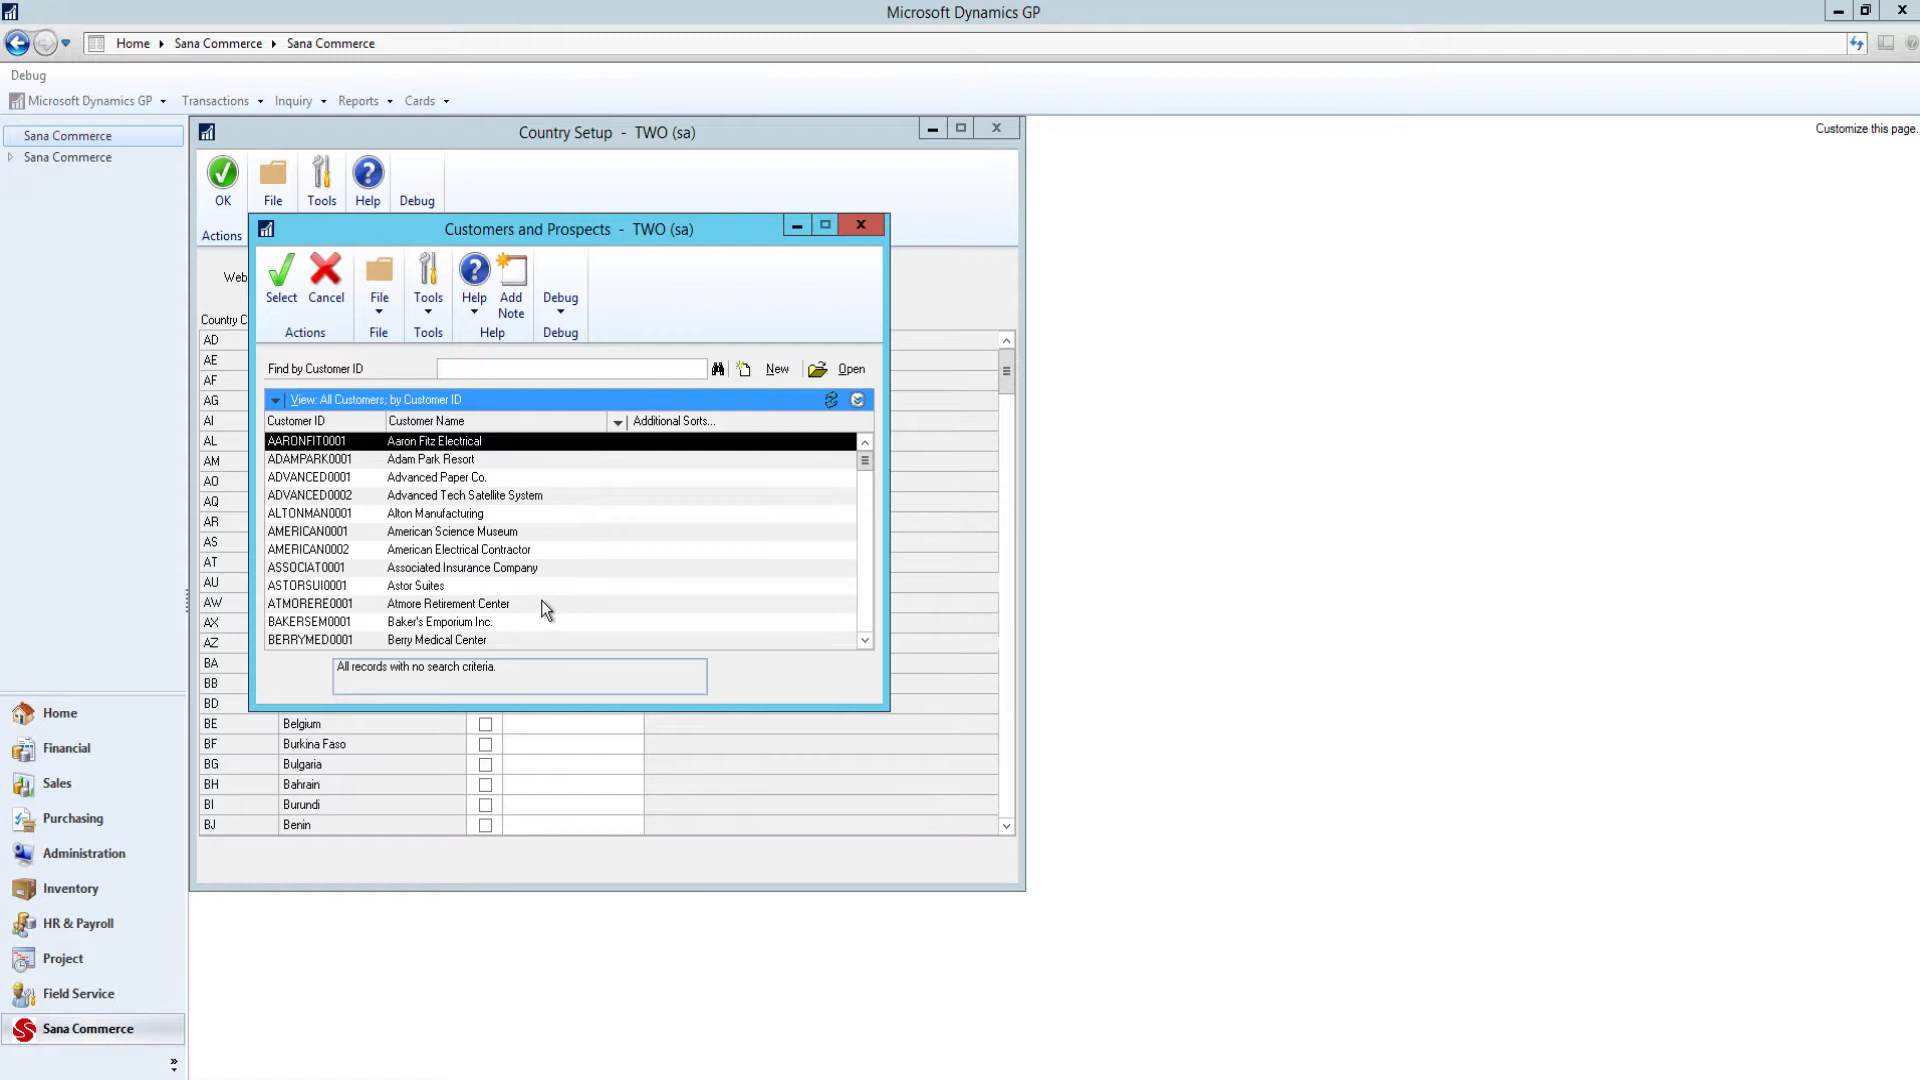 Microsoft Dynamics GP
Home Sana Commerce Sana Commerce
Debug
Microsoft Dynamics GP Transactions Inquiry Reports Cards
Customize this page.
Sana Commerce
Sana Commerce
Country Setup - TWO (sa)
OK File Tools Help Debug
Actions
Web
Country C
Customers and Prospects - TWO (sa)
Select Cancel File Tools Help Add Note Debug
Actions File Tools Help Debug
Find by Customer ID New Open
View: All Customers; by Customer ID
Customer ID Customer Name Additional Sorts...
AARONFIT0001 Aaron Fitz Electrical
ADAMPARK0001 Adam Park Resort
ADVANCED0001 Advanced Paper Co.
ADVANCED0002 Advanced Tech Satellite System
ALTONMAN0001 Alton Manufacturing
AMERICAN0001 American Science Museum
AMERICAN0002 American Electrical Contractor
ASSOCIAT0001 Associated Insurance Company
ASTORSUI0001 Astor Suites
ATMORERE0001 Atmore Retirement Center
BAKERSEM0001 Baker's Emporium Inc.
BERRYMED0001 Berry Medical Center
All records with no search criteria.
AD
AE
AF
AG
AI
AL
AM
AO
AQ
AR
AS
AT
AU
AW
AX
AZ
BA
BB
BD
BE Belgium
BF Burkina Faso
BG Bulgaria
BH Bahrain
BI Burundi
BJ Benin
Home
Financial
Sales
Purchasing
Administration
Inventory
HR & Payroll
Project
Field Service
Sana Commerce